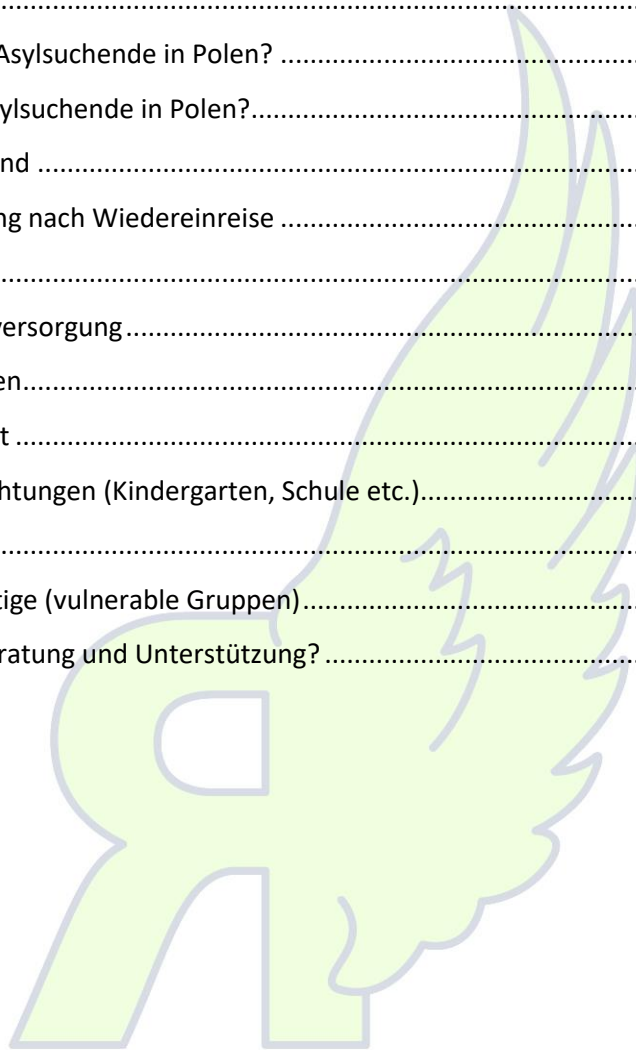 ................................................................................
Asylsuchende in Polen? ................................................
ylsuchende in Polen?.....................................................
nd ................................................................................
ng nach Wiedereinreise ................................................
................................................................................
versorgung ....................................................................
en...................................................................................
t ....................................................................................
chtungen (Kindergarten, Schule etc.)..............................
................................................................................
tige (vulnerable Gruppen)..............................................
ratung und Unterstützung? ...........................................